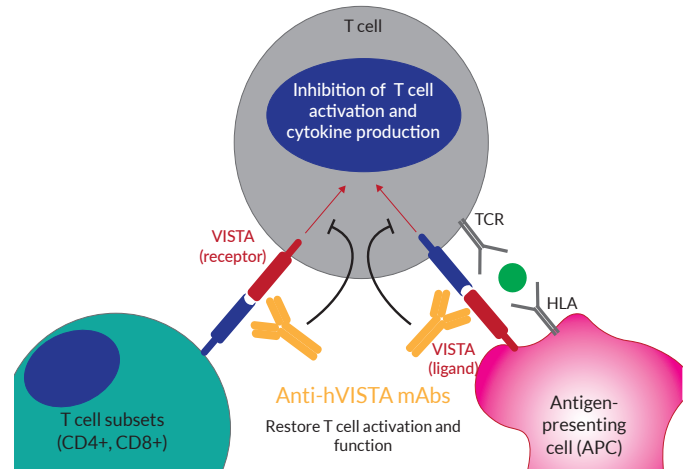 T cell
Inhibition of T cell
activation and
cytokine production
TCR
VISTA
(receptor)
HLA
VISTA
(ligand)
Anti-hVISTA mAbs
Restore T cell activation and
function
T cell subsets
(CD4+, CD8+)
Antigen-
presenting
cell (APC)